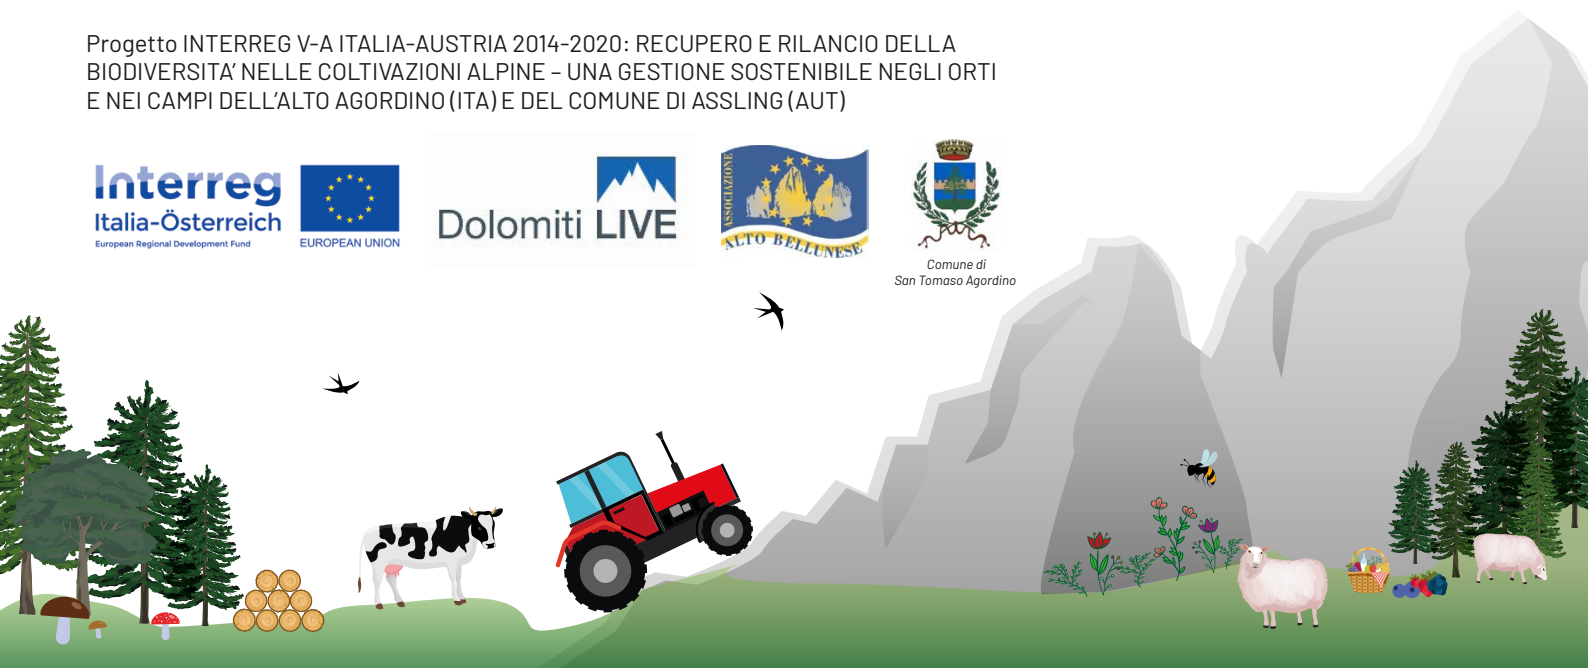 Progetto INTERREG V-A ITALIA-AUSTRIA 2014-2020: RECUPERO E RILANCIO DELLA
BIODIVERSITA’ NELLE COLTIVAZIONI ALPINE – UNA GESTIONE SOSTENIBILE NEGLI ORTI
E NEI CAMPI DELL’ALTO AGORDINO (ITA) E DEL COMUNE DI ASSLING (AUT)
Interreg
Italia-Österreich
European Regional Development Fund
EUROPEAN UNION
Dolomiti LIVE
ASSOCIAZIONE
ALTO BELLUNESE
Comune di
San Tomaso Agordino